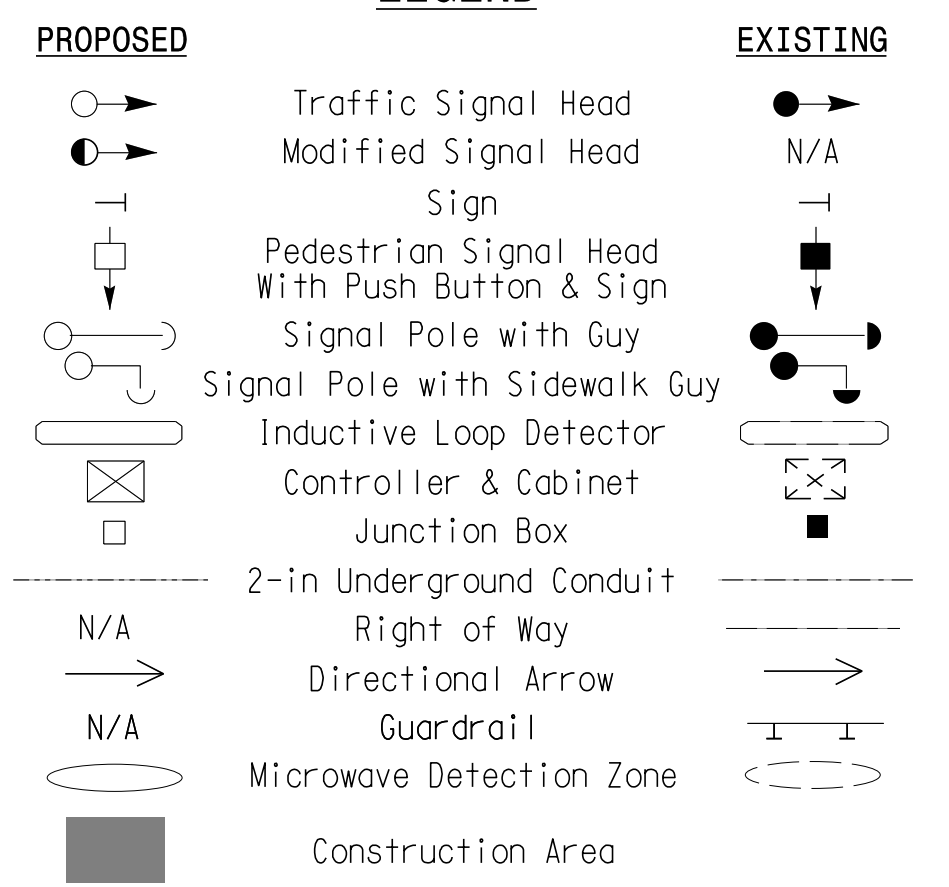 LEGEND
PROPOSED EXISTING
Traffic Signal Head
Modified Signal Head N/A
Sign
Pedestrian Signal Head
With Push Button & Sign
Signal Pole with Guy
Signal Pole with Sidewalk Guy
Inductive Loop Detector
Controller & Cabinet
Junction Box
2-in Underground Conduit
N/A Right of Way
Directional Arrow
N/A Guardrail
Microwave Detection Zone
Construction Area